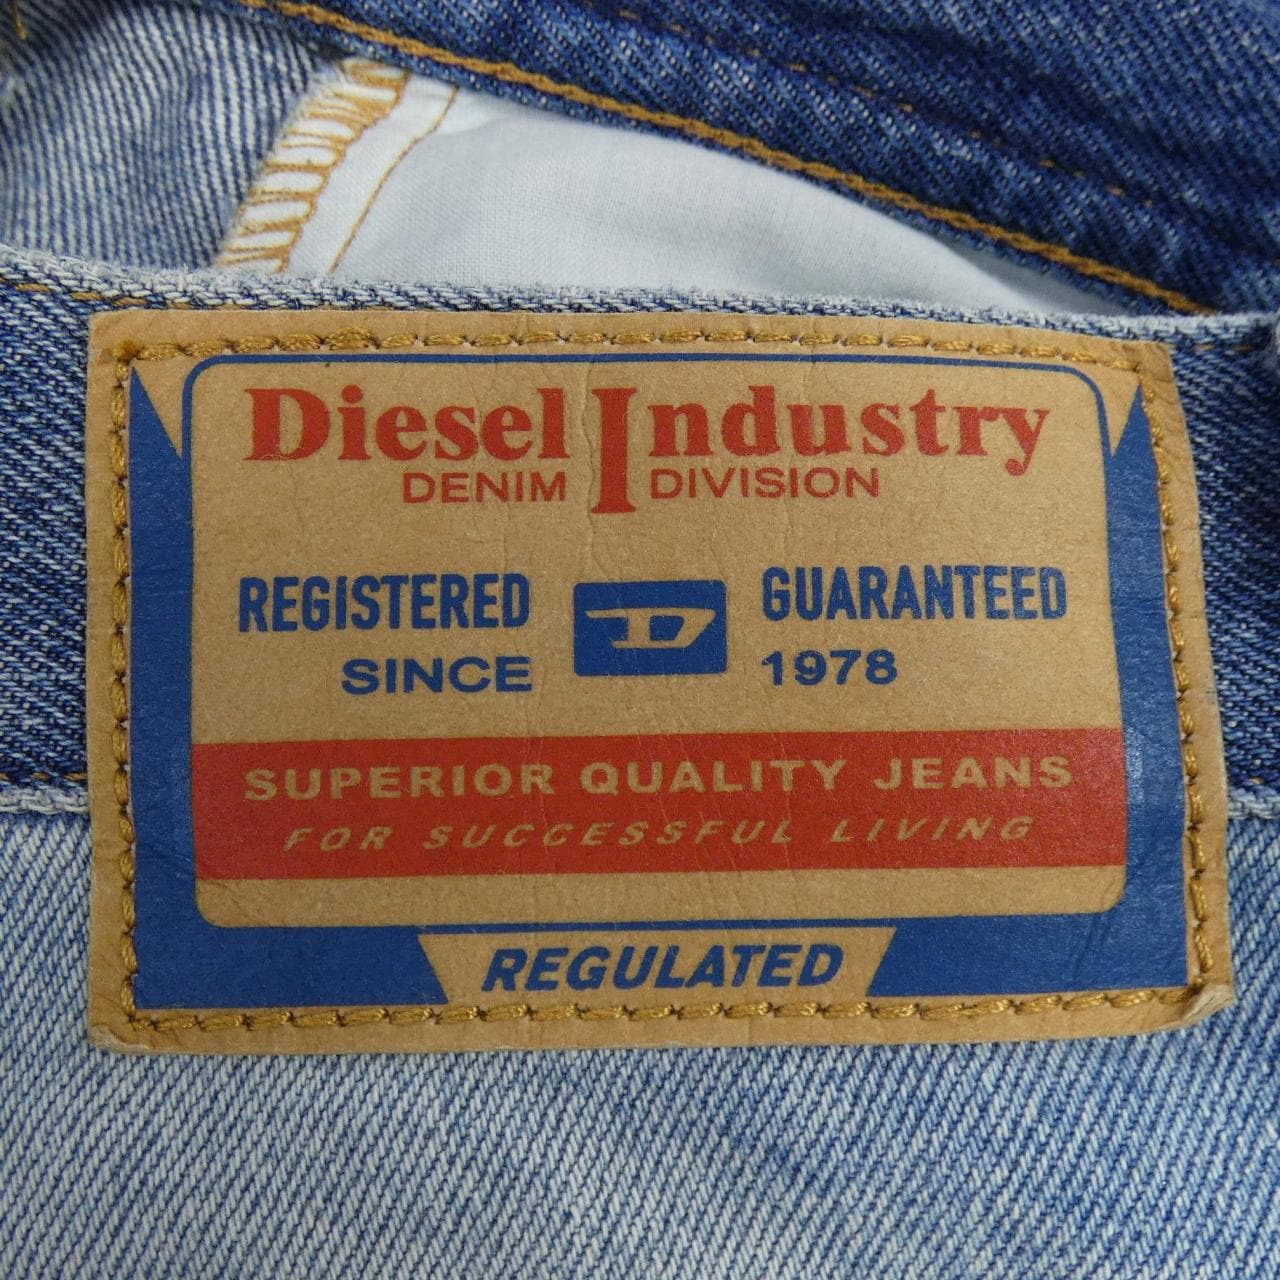 Diesel Industry
DENIM DIVISION
REGISTERED D GUARANTEED
SINCE 1978
SUPERIOR QUALITY JEANS
FOR SUCCESSFUL LIVING
REGULATED